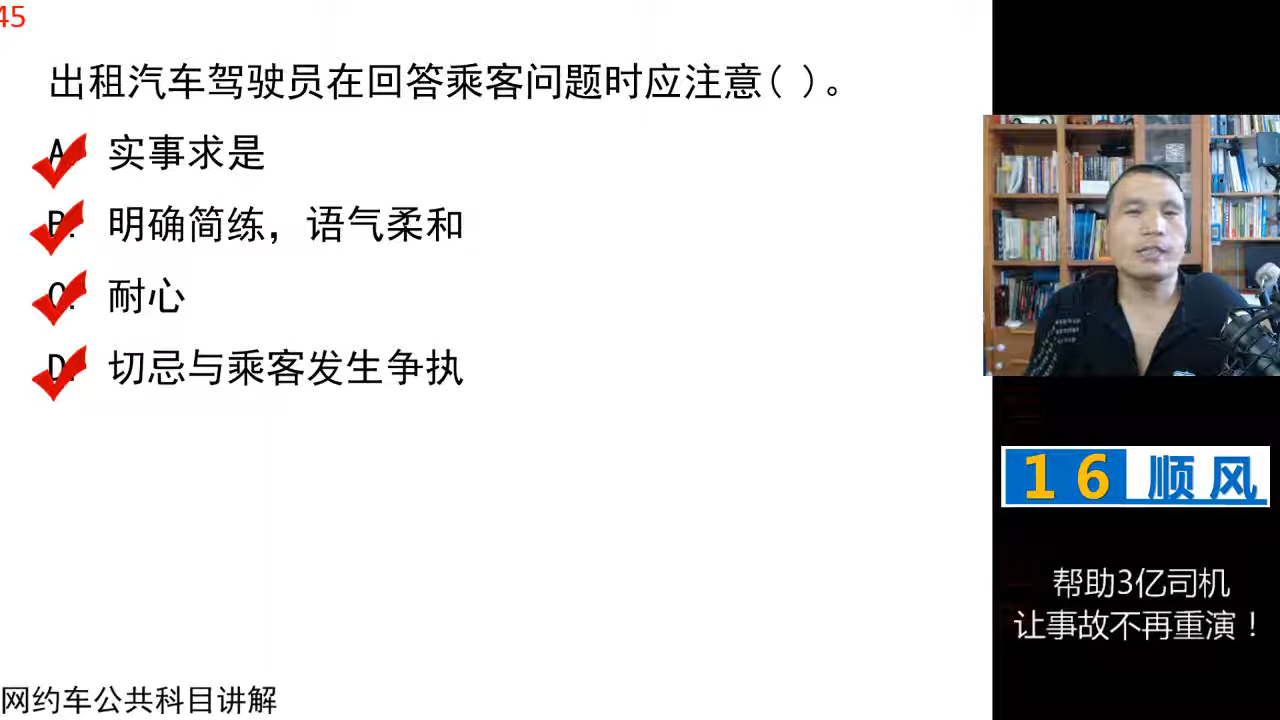 45
出租汽车驾驶员在回答乘客问题时应注意( )。
A. 实事求是
B. 明确简练，语气柔和
C. 耐心
D. 切忌与乘客发生争执
16 顺风
帮助3亿司机
让事故不再重演！
网约车公共科目讲解